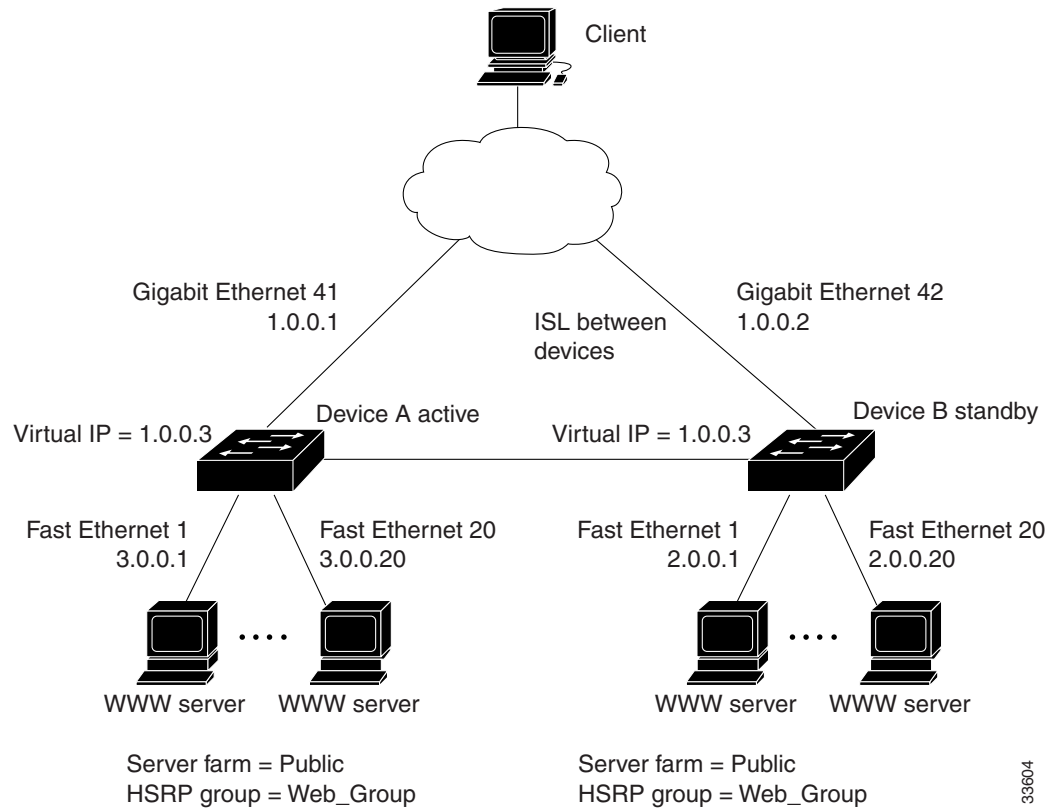 Client
Gigabit Ethernet 41
1.0.0.1
Gigabit Ethernet 42
1.0.0.2
ISL between
devices
Device A active
Device B standby
Virtual IP = 1.0.0.3
Virtual IP = 1.0.0.3
Fast Ethernet 1
3.0.0.1
Fast Ethernet 20
3.0.0.20
Fast Ethernet 1
2.0.0.1
Fast Ethernet 20
2.0.0.20
WWW server
WWW server
WWW server
WWW server
Server farm = Public
HSRP group = Web_Group
Server farm = Public
HSRP group = Web_Group
33604